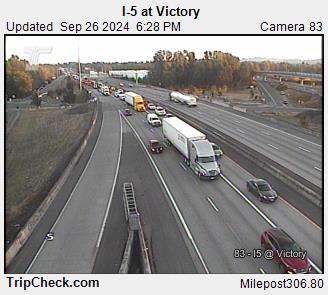 I-5 at Victory
Updated  Sep 26 2024  6:28 PM
Camera 83
S
83 - I5 @ Victory
TripCheck.com
Milepost306.80